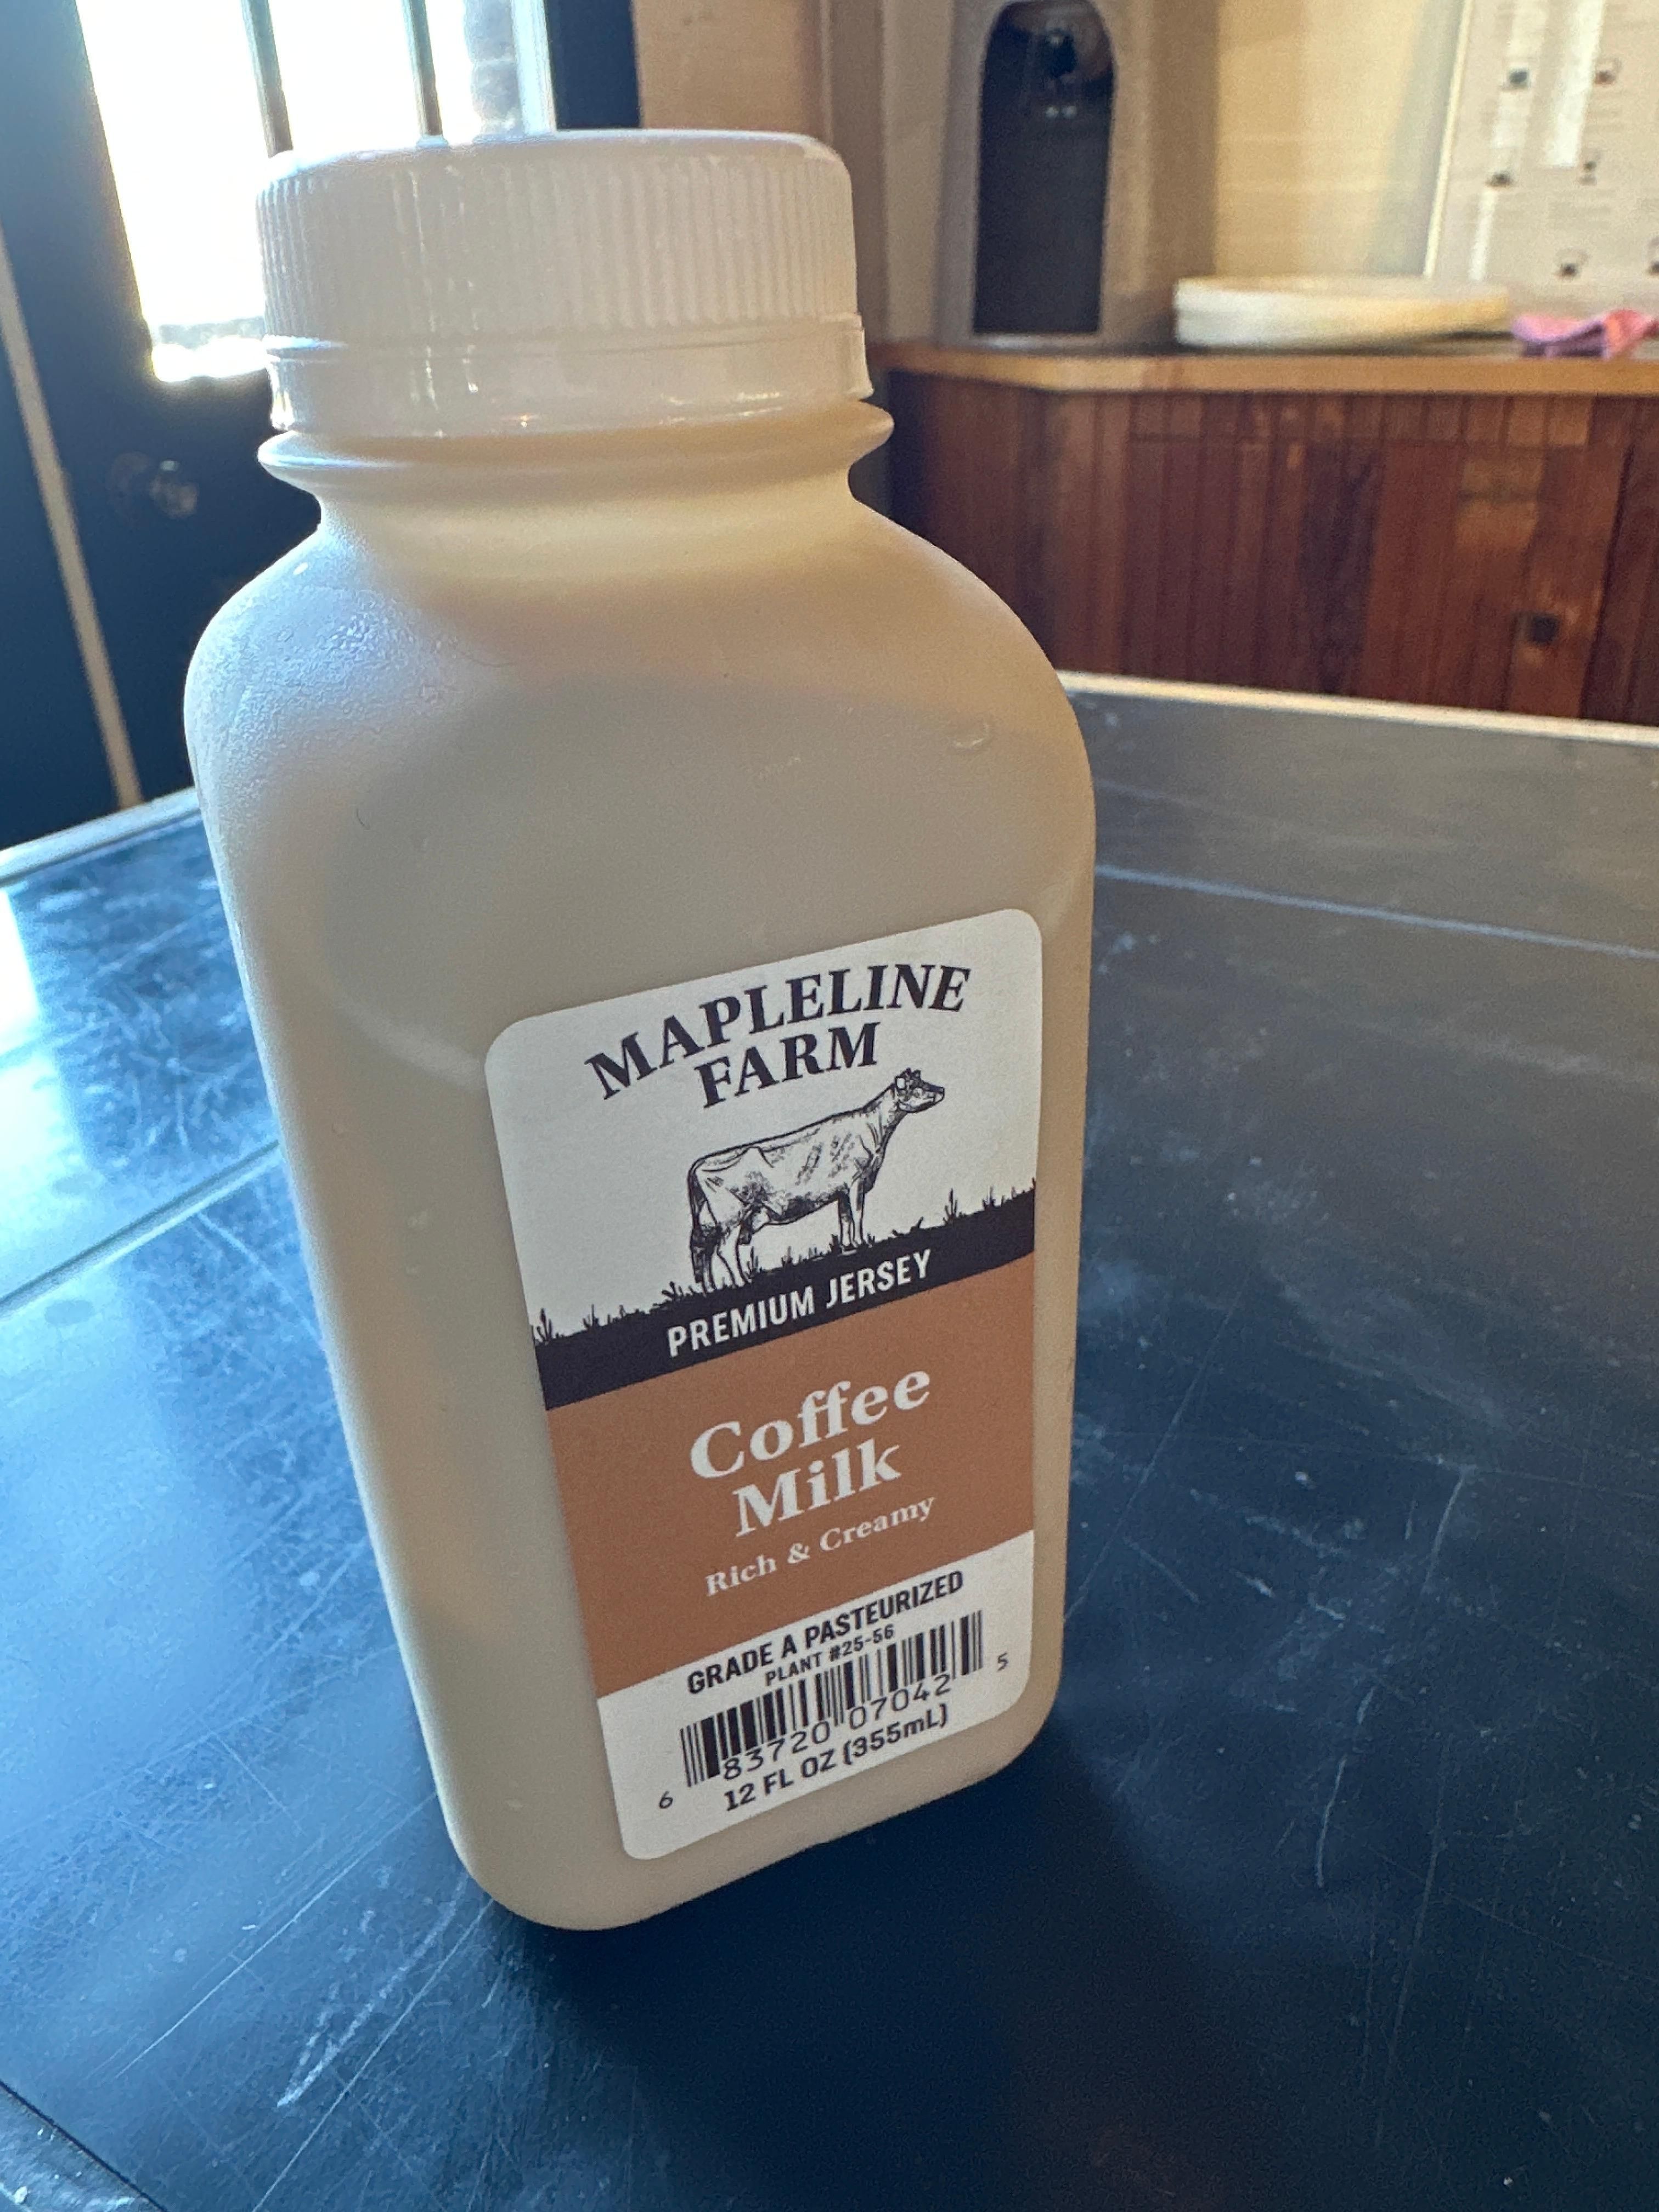 MAPLELINE
FARM
PREMIUM JERSEY
Coffee
Milk
Rich & Creamy
GRADE A PASTEURIZED
PLANT #25-56
6 83720 07042 5
12 FL OZ (355mL)